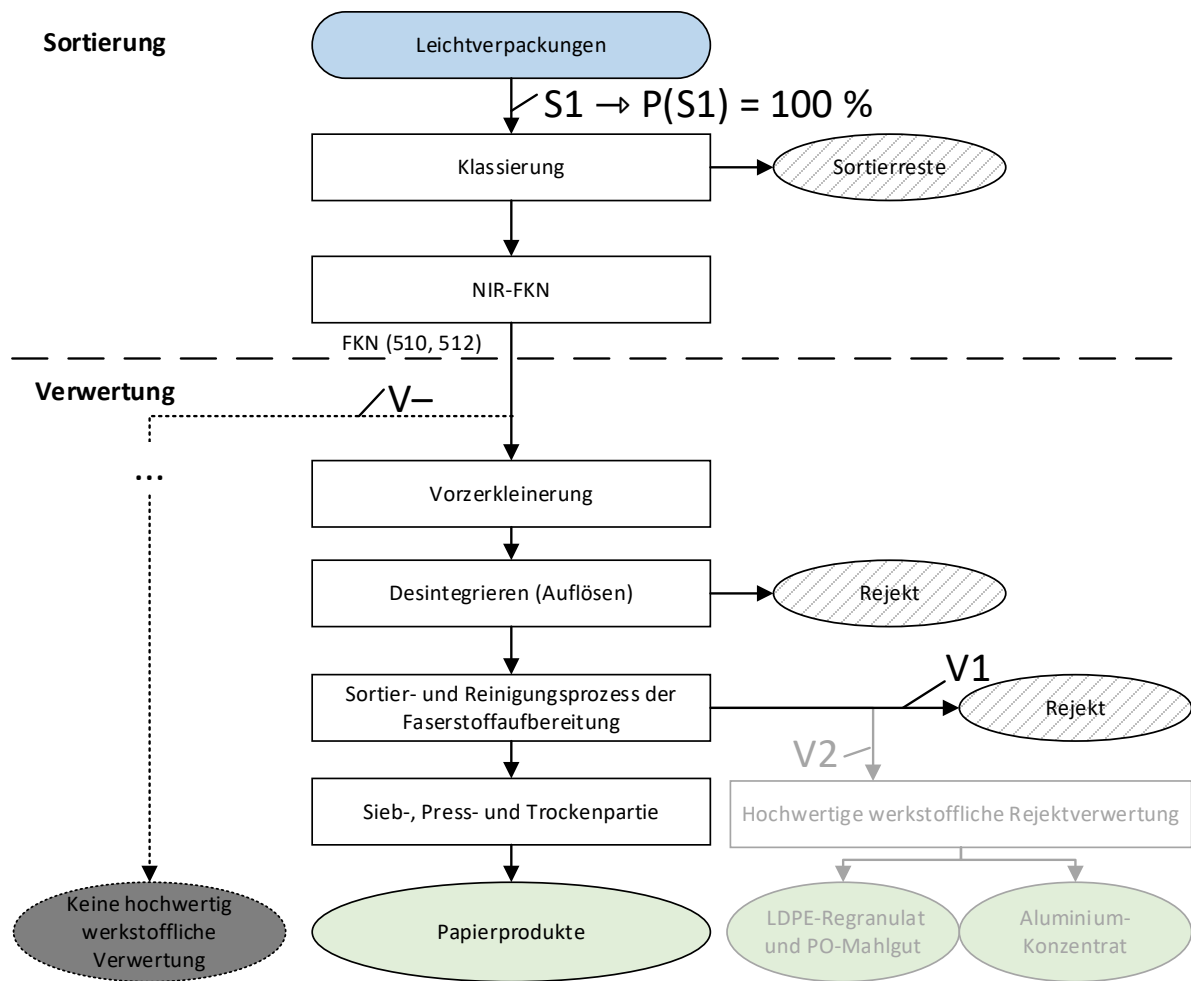 Sortierung
Leichtverpackungen
S1 → P(S1) = 100 %
Klassierung
Sortierreste
NIR-FKN
FKN (510, 512)
Verwertung
V–
...
Vorzerkleinerung
Desintegrieren (Auflösen)
Rejekt
V1
Sortier- und Reinigungsprozess der
Faserstoffaufbereitung
Rejekt
V2
Sieb-, Press- und Trockenpartie
Hochwertige werkstoffliche Rejektverwertung
Keine hochwertig
werkstoffliche
Verwertung
Papierprodukte
LDPE-Regranulat
und PO-Mahlgut
Aluminium-
Konzentrat